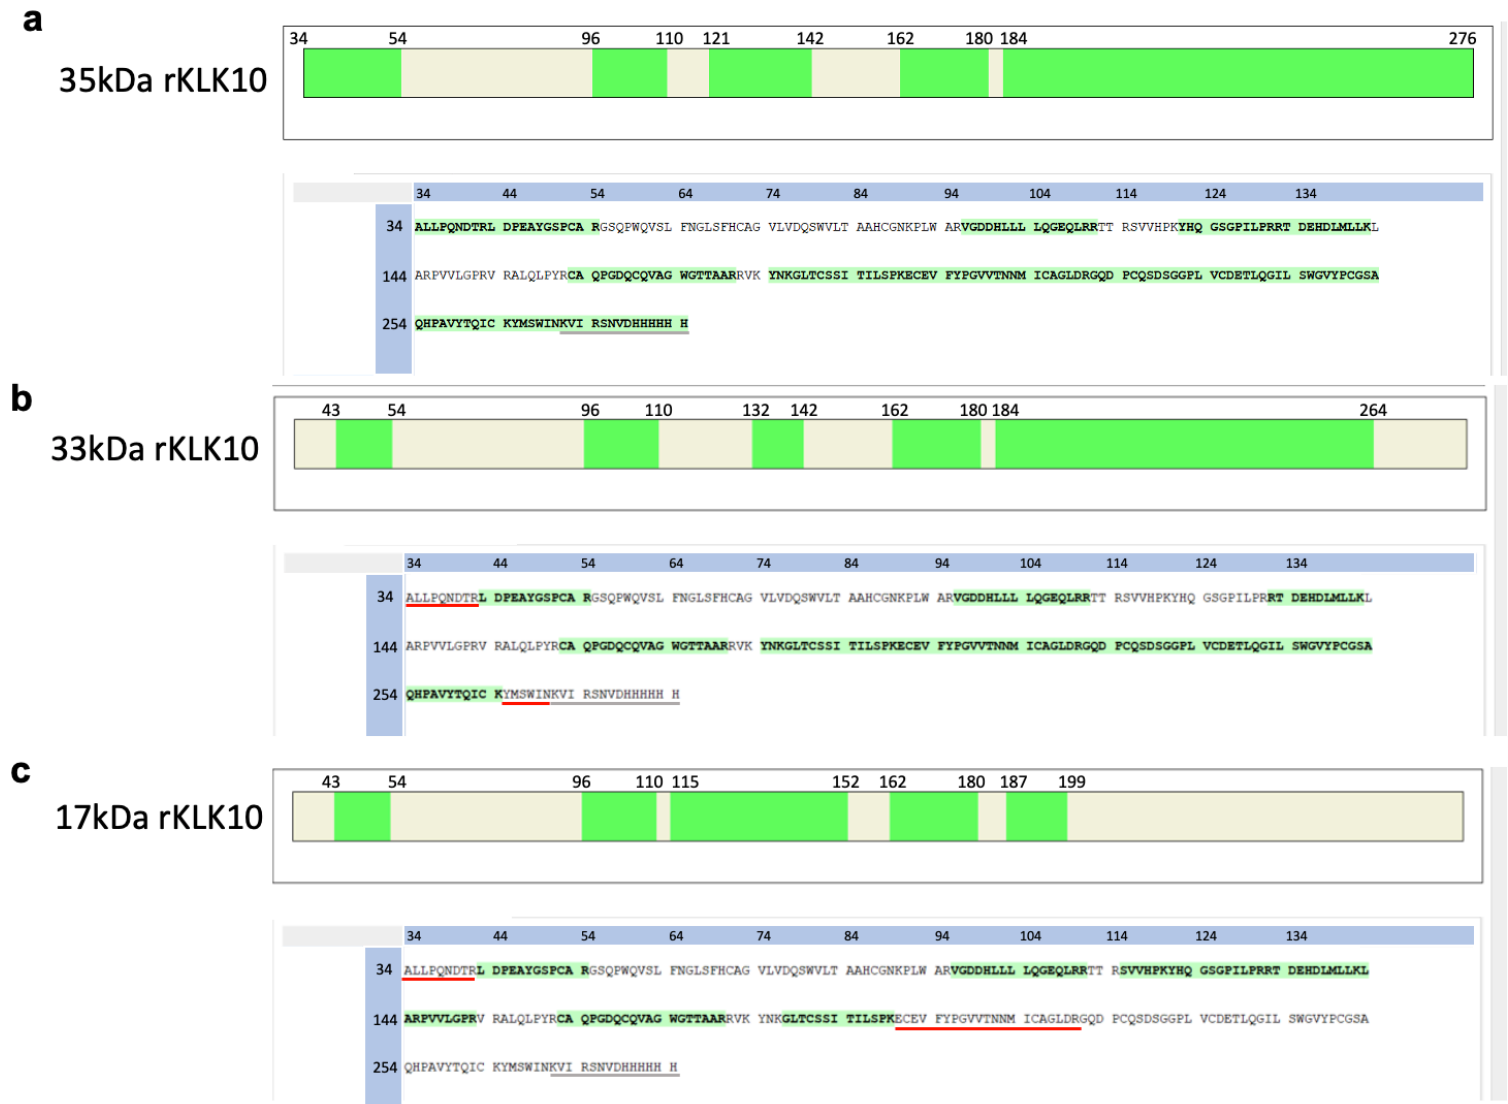 a
34 54 96 110 121 142 162 180 184 276
35kDa rKLK10
34 44 54 64 74 84 94 104 114 124 134
34 ALLPQNDTRL DPEAYGSPCA RGSQPWQVSL FNGLSFHCAG VLVDQSWVLT AAHCGNKPLW ARVGDDHLLL LQGEQLRRTT RSVVHPKYHQ GSGPILPRRT DEHDLMLLKL
144 ARPVVLGPRV RALQLPYRCA QPGDQCQVAG WGTTAARRVK YNKGLTCSSI TILSPKECEV FYPGVVTNNM ICAGLDRGQD PCQSDSGGPL VCDETLQGIL SWGVYPCGSA
254 QHPAVYTQIC KYMSWINKVI RSNVDHHHHH H
b
43 54 96 110 132 142 162 180 184 264
33kDa rKLK10
34 44 54 64 74 84 94 104 114 124 134
34 ALLPQNDTRL DPEAYGSPCA RGSQPWQVSL FNGLSFHCAG VLVDQSWVLT AAHCGNKPLW ARVGDDHLLL LQGEQLRRTT RSVVHPKYHQ GSGPILPRRT DEHDLMLLKL
144 ARPVVLGPRV RALQLPYRCA QPGDQCQVAG WGTTAARRVK YNKGLTCSSI TILSPKECEV FYPGVVTNNM ICAGLDRGQD PCQSDSGGPL VCDETLQGIL SWGVYPCGSA
254 QHPAVYTQIC KYMSWINKVI RSNVDHHHHH H
c
43 54 96 110 115 152 162 180 187 199
17kDa rKLK10
34 44 54 64 74 84 94 104 114 124 134
34 ALLPQNDTRL DPEAYGSPCA RGSQPWQVSL FNGLSFHCAG VLVDQSWVLT AAHCGNKPLW ARVGDDHLLL LQGEQLRRTT RSVVHPKYHQ GSGPILPRRT DEHDLMLLKL
144 ARPVVLGPRV RALQLPYRCA QPGDQCQVAG WGTTAARRVK YNKGLTCSSI TILSPKECEV FYPGVVTNNM ICAGLDRGQD PCQSDSGGPL VCDETLQGIL SWGVYPCGSA
254 QHPAVYTQIC KYMSWINKVI RSNVDHHHHH H